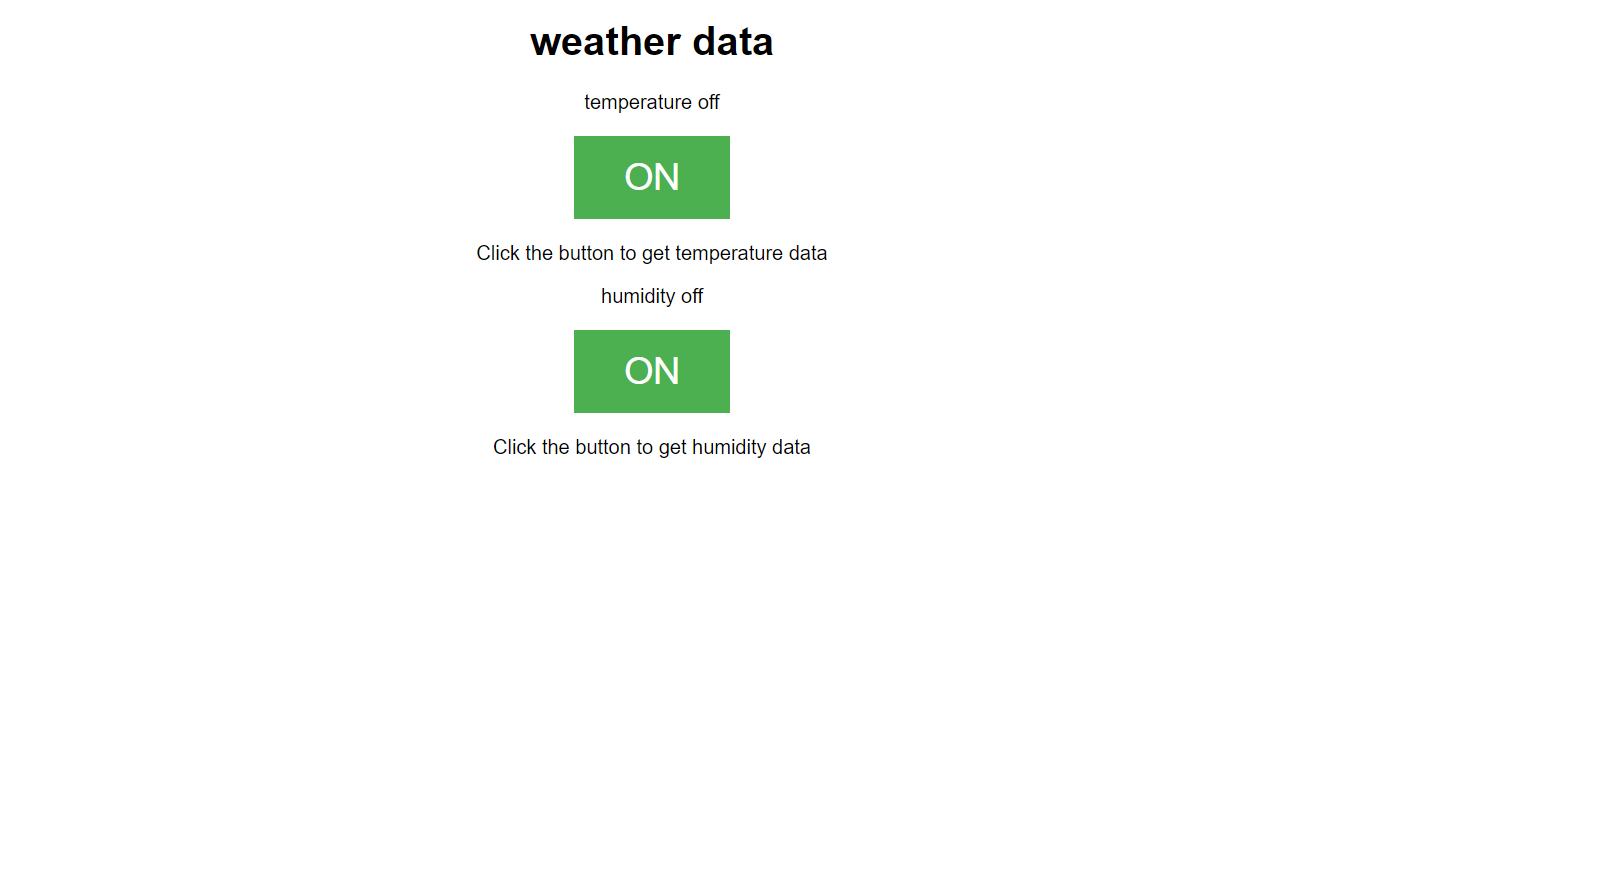 weather data
temperature off
ON
Click the button to get temperature data
humidity off
ON
Click the button to get humidity data